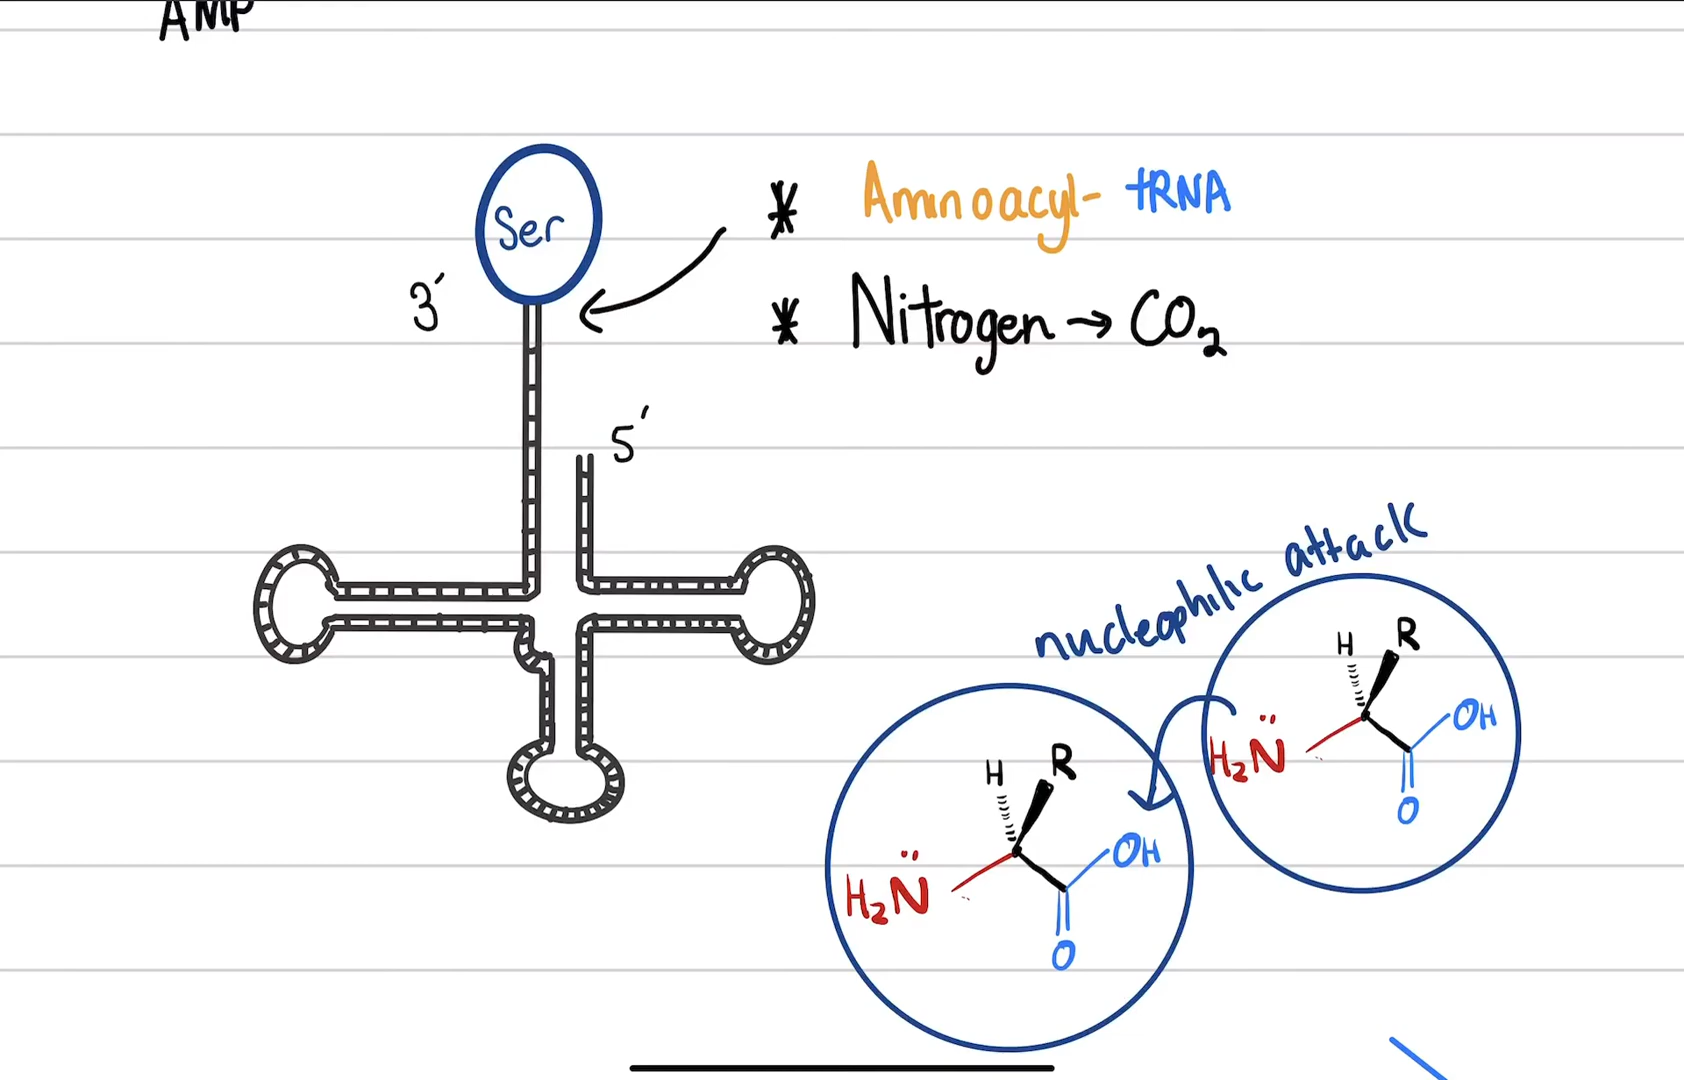 AMP
Ser
* Aminoacyl- tRNA
3´
* Nitrogen → CO₂
5´
nucleophilic attack
H R
OH
H₂N̈
O
H R
OH
H₂N̈
O